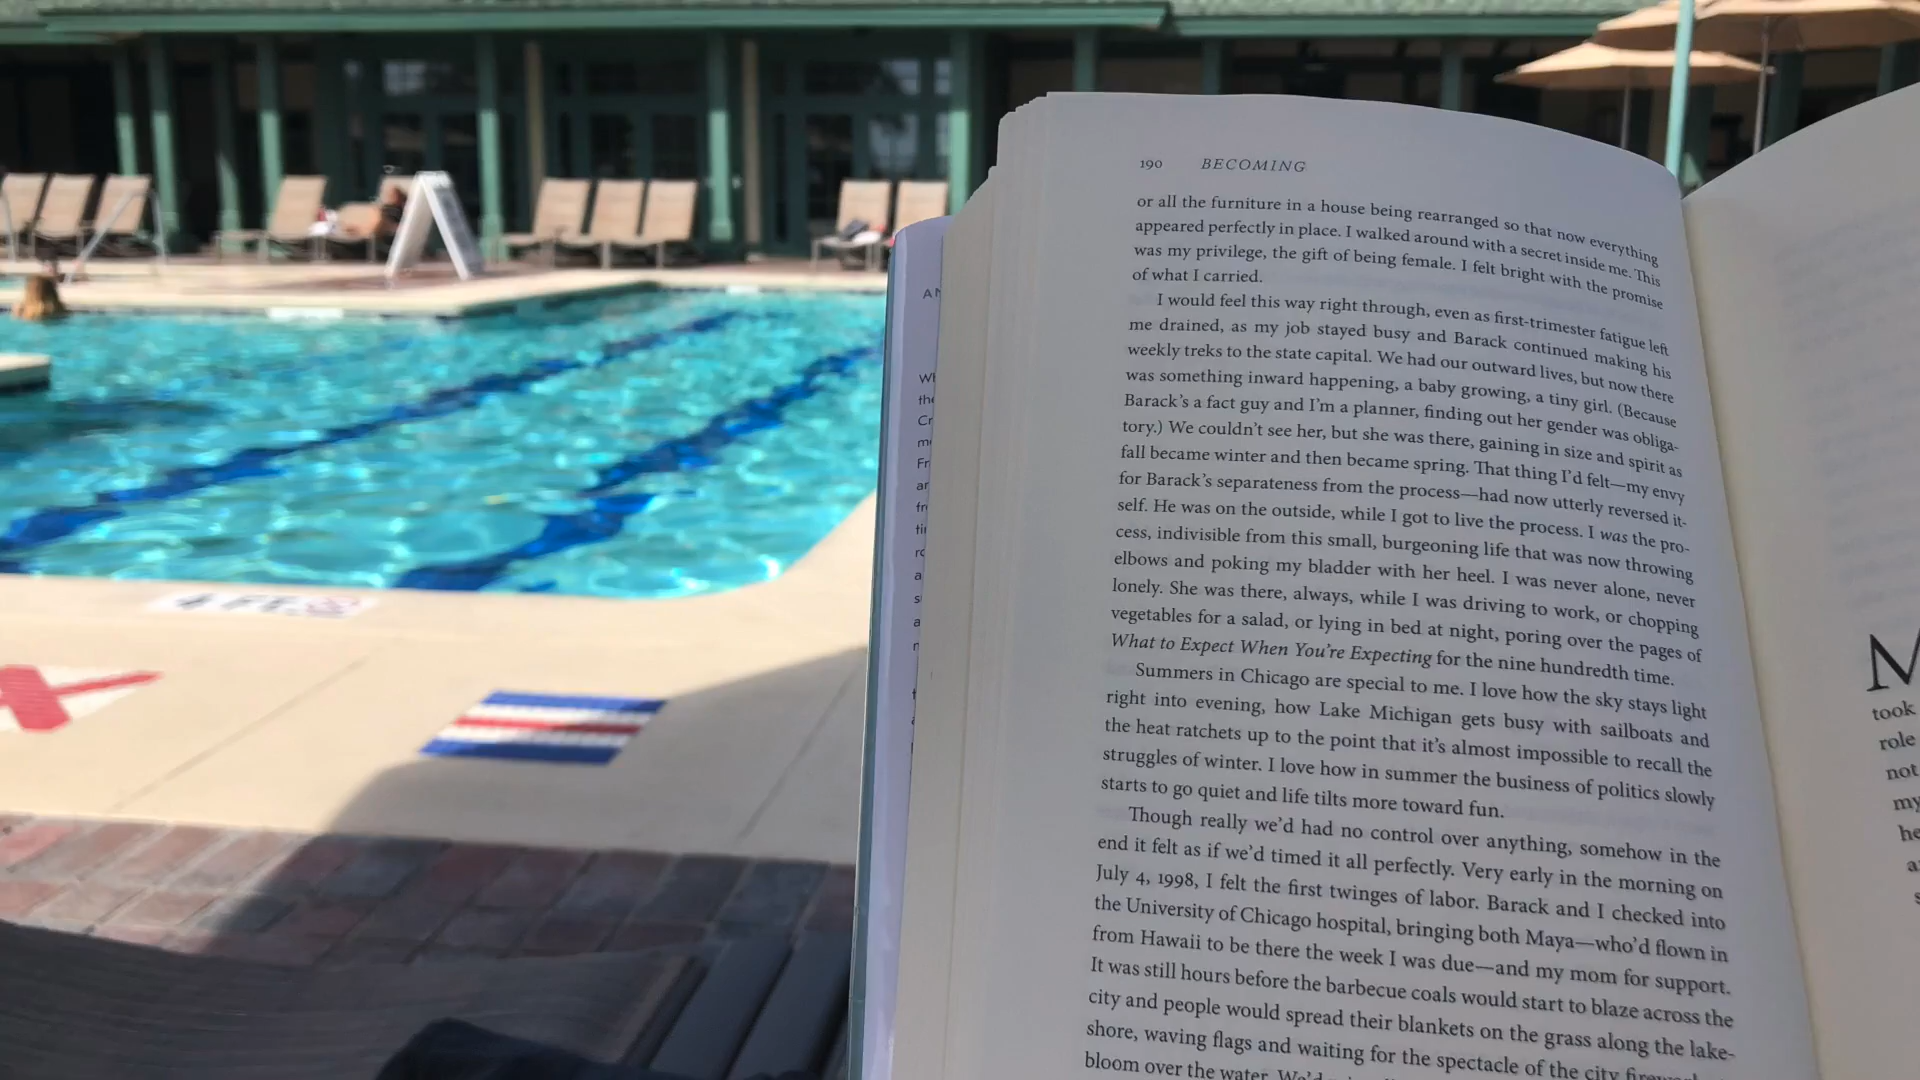 4 FT
190 BECOMING
or all the furniture in a house being rearranged so that now everything
appeared perfectly in place. I walked around with a secret inside me. This
was my privilege, the gift of being female. I felt bright with the promise
of what I carried.
I would feel this way right through, even as first-trimester fatigue left
me drained, as my job stayed busy and Barack continued making his
weekly treks to the state capital. We had our outward lives, but now there
was something inward happening, a baby growing, a tiny girl. (Because
Barack's a fact guy and I'm a planner, finding out her gender was obliga-
tory.) We couldn't see her, but she was there, gaining in size and spirit as
fall became winter and then became spring. That thing I'd felt—my envy
for Barack's separateness from the process—had now utterly reversed it-
self. He was on the outside, while I got to live the process. I was the pro-
cess, indivisible from this small, burgeoning life that was now throwing
elbows and poking my bladder with her heel. I was never alone, never
lonely. She was there, always, while I was driving to work, or chopping
vegetables for a salad, or lying in bed at night, poring over the pages of
What to Expect When You're Expecting for the nine hundredth time.
Summers in Chicago are special to me. I love how the sky stays light
right into evening, how Lake Michigan gets busy with sailboats and
the heat ratchets up to the point that it's almost impossible to recall the
struggles of winter. I love how in summer the business of politics slowly
starts to go quiet and life tilts more toward fun.
Though really we'd had no control over anything, somehow in the
end it felt as if we'd timed it all perfectly. Very early in the morning on
July 4, 1998, I felt the first twinges of labor. Barack and I checked into
the University of Chicago hospital, bringing both Maya—who'd flown in
from Hawaii to be there the week I was due—and my mom for support.
It was still hours before the barbecue coals would start to blaze across the
city and people would spread their blankets on the grass along the lake-
shore, waving flags and waiting for the spectacle of the city
bloom over the water. We'd
M
took
role
not
my